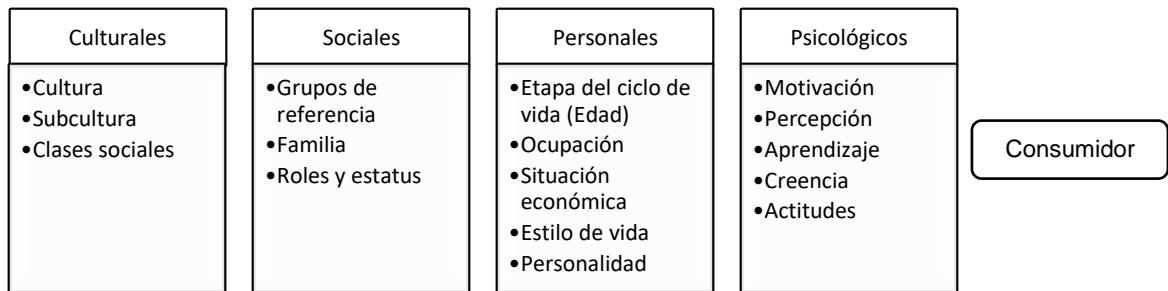 Culturales
•Cultura
•Subcultura
•Clases sociales
Sociales
•Grupos de
referencia
•Familia
•Roles y estatus
Personales
•Etapa del ciclo de
vida (Edad)
•Ocupación
•Situación
económica
•Estilo de vida
•Personalidad
Psicológicos
•Motivación
•Percepción
•Aprendizaje
•Creencia
•Actitudes
Consumidor